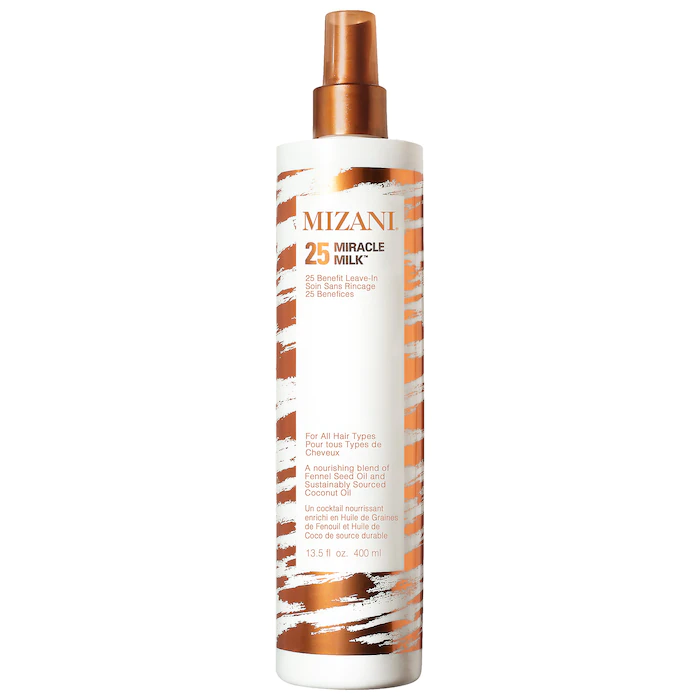 MIZANI
25 MIRACLE
MILK™
25 Benefit Leave-In
Soin Sans Rincage
25 Benefices
For All Hair Types
Pour tous Types de
Cheveux
A nourishing blend of
Fennel Seed Oil and
Sustainably Sourced
Coconut Oil
Un cocktail nourrissant
enrichi en Huile de Graines
de Fenouil et Huile de
Coco de source durable
13.5 fl oz. 400 ml